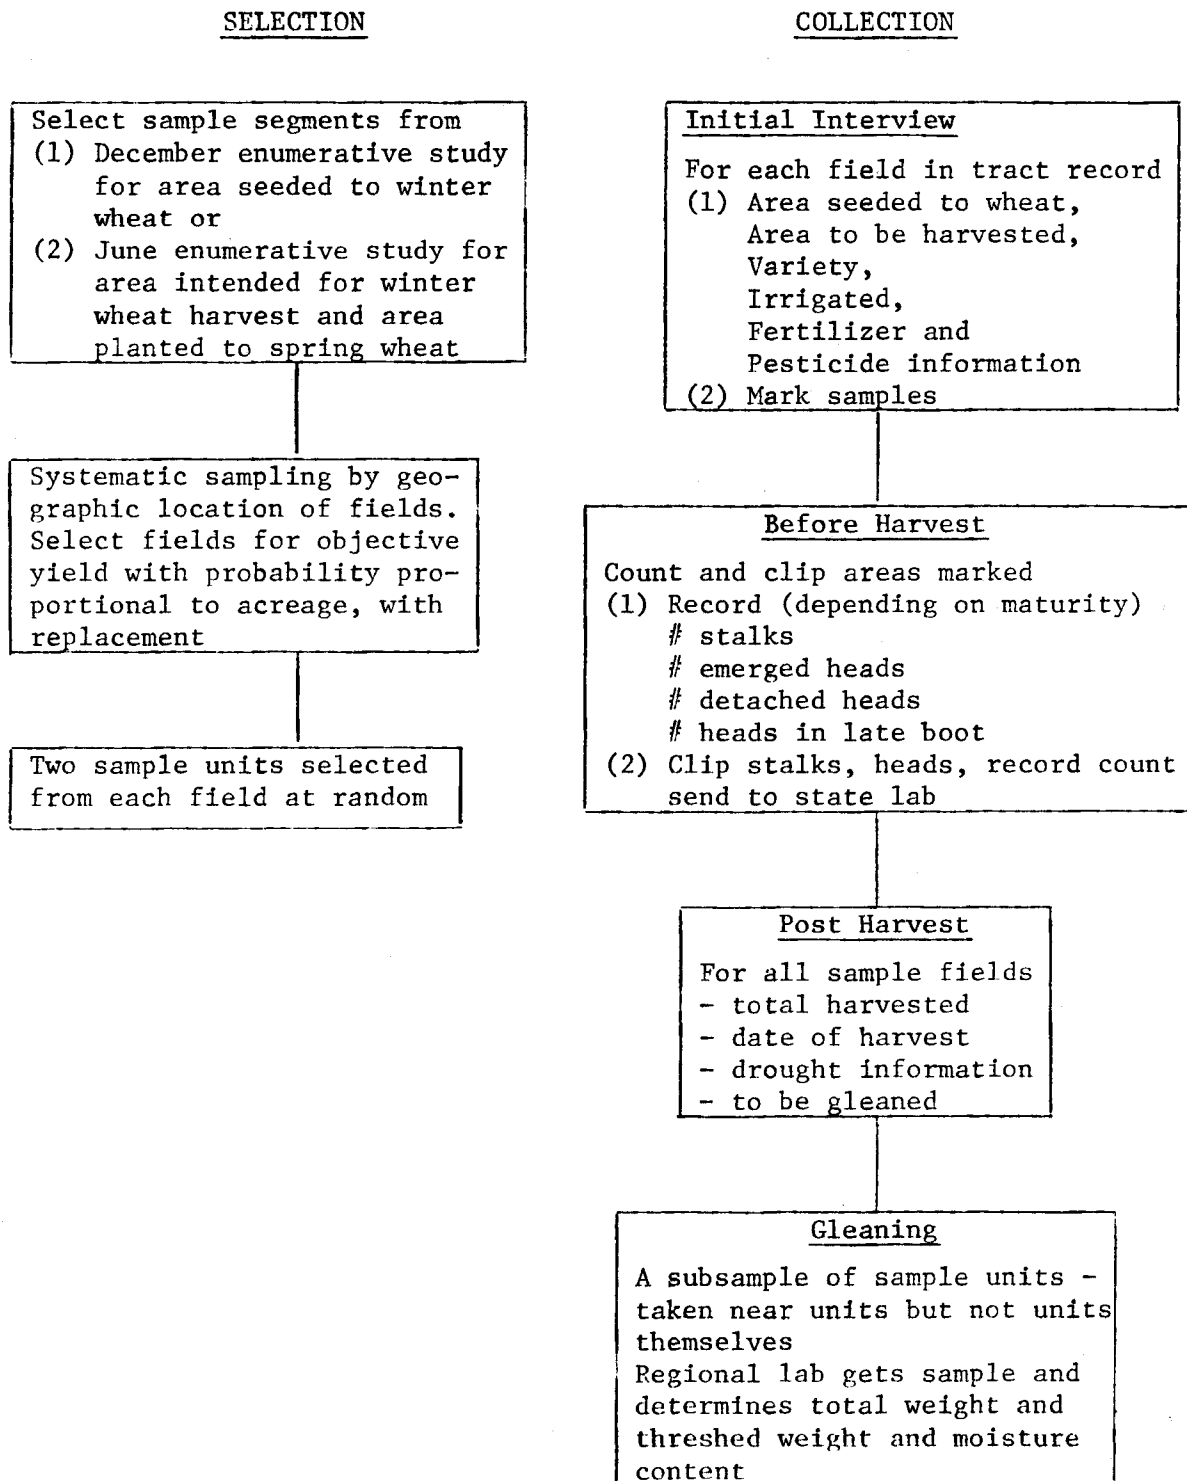 SELECTION
Select sample segments from
(1) December enumerative study
for area seeded to winter
wheat or
(2) June enumerative study for
area intended for winter
wheat harvest and area
planted to spring wheat
Systematic sampling by geo-
graphic location of fields.
Select fields for objective
yield with probability pro-
portional to acreage, with
replacement
Two sample units selected
from each field at random
COLLECTION
Initial Interview
For each field in tract record
(1) Area seeded to wheat,
Area to be harvested,
Variety,
Irrigated,
Fertilizer and
Pesticide information
(2) Mark samples
Before Harvest
Count and clip areas marked
(1) Record (depending on maturity)
# stalks
# emerged heads
# detached heads
# heads in late boot
(2) Clip stalks, heads, record count
send to state lab
Post Harvest
For all sample fields
- total harvested
- date of harvest
- drought information
- to be gleaned
Gleaning
A subsample of sample units -
taken near units but not units
themselves
Regional lab gets sample and
determines total weight and
threshed weight and moisture
content